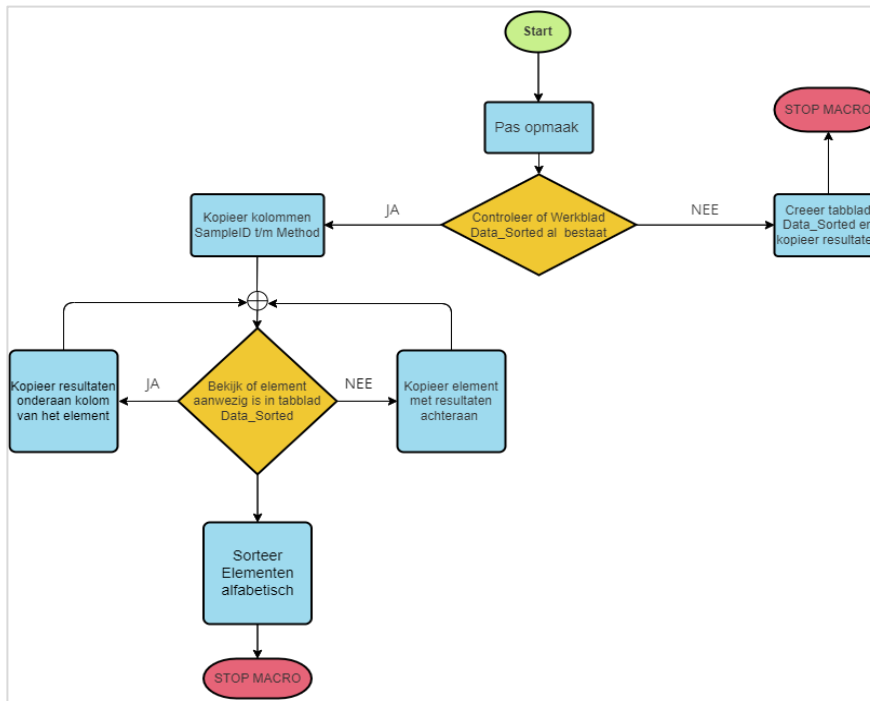 Start
Pas opmaak
STOP MACRO
Controleer of Werkblad
Data_Sorted al bestaat
JA
NEE
Kopieer kolommen
SampleID t/m Method
Creeer tabblad
Data_Sorted en
kopieer resultate
Bekijk of element
aanwezig is in tabblad
Data_Sorted
JA
NEE
Kopieer resultaten
onderaan kolom
van het element
Kopieer element
met resultaten
achteraan
Sorteer
Elementen
alfabetisch
STOP MACRO